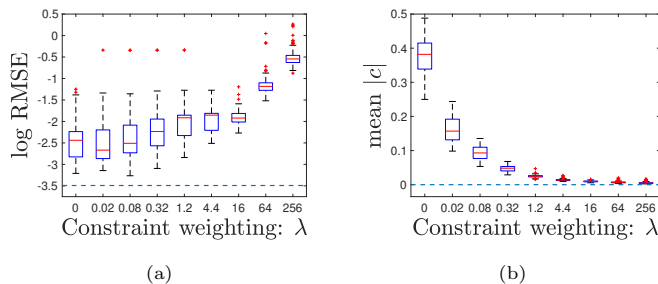 log RMSE
0.5
0
-0.5
-1
-1.5
-2
-2.5
-3
-3.5
0 0.02 0.08 0.32 1.2 4.4 16 64 256
Constraint weighting: λ
(a)
mean |c|
0.5
0.4
0.3
0.2
0.1
0
0 0.02 0.08 0.32 1.2 4.4 16 64 256
Constraint weighting: λ
(b)